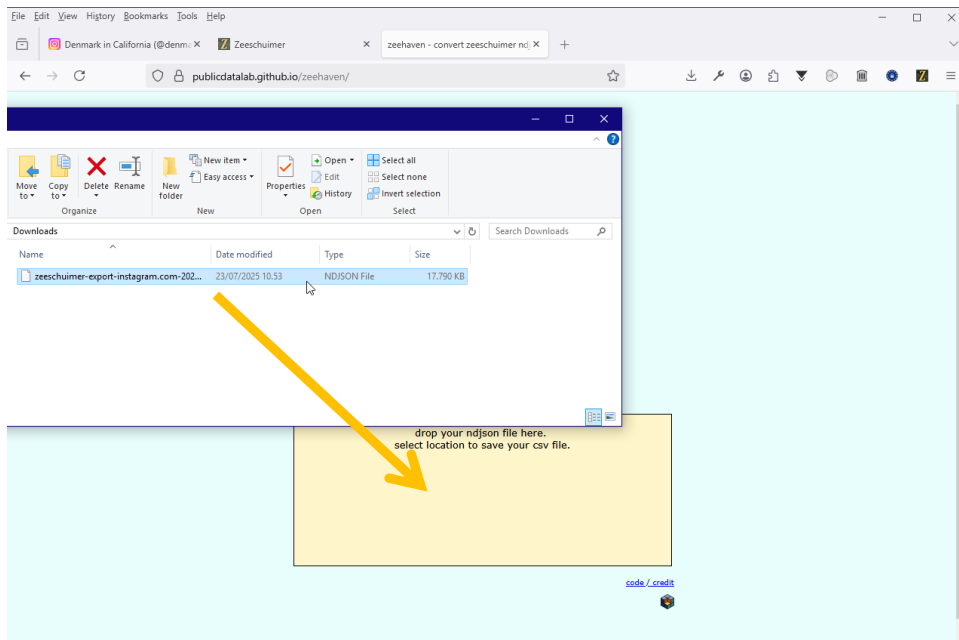 File Edit View History Bookmarks Tools Help
Denmark in California (@denma
Zeeschuimer
zeehaven - convert zeeschuimer nd
publicdatalab.github.io/zeehaven/
Move to
Copy to
Delete
Rename
New folder
New item
Easy access
Properties
Open
Edit
History
Select all
Select none
Invert selection
Organize
New
Open
Select
Downloads
Search Downloads
Name Date modified Type Size
zeeschuimer-export-instagram.com-202... 23/07/2025 10.53 NDJSON File 17.790 KB
drop your ndjson file here.
select location to save your csv file.
code / credit